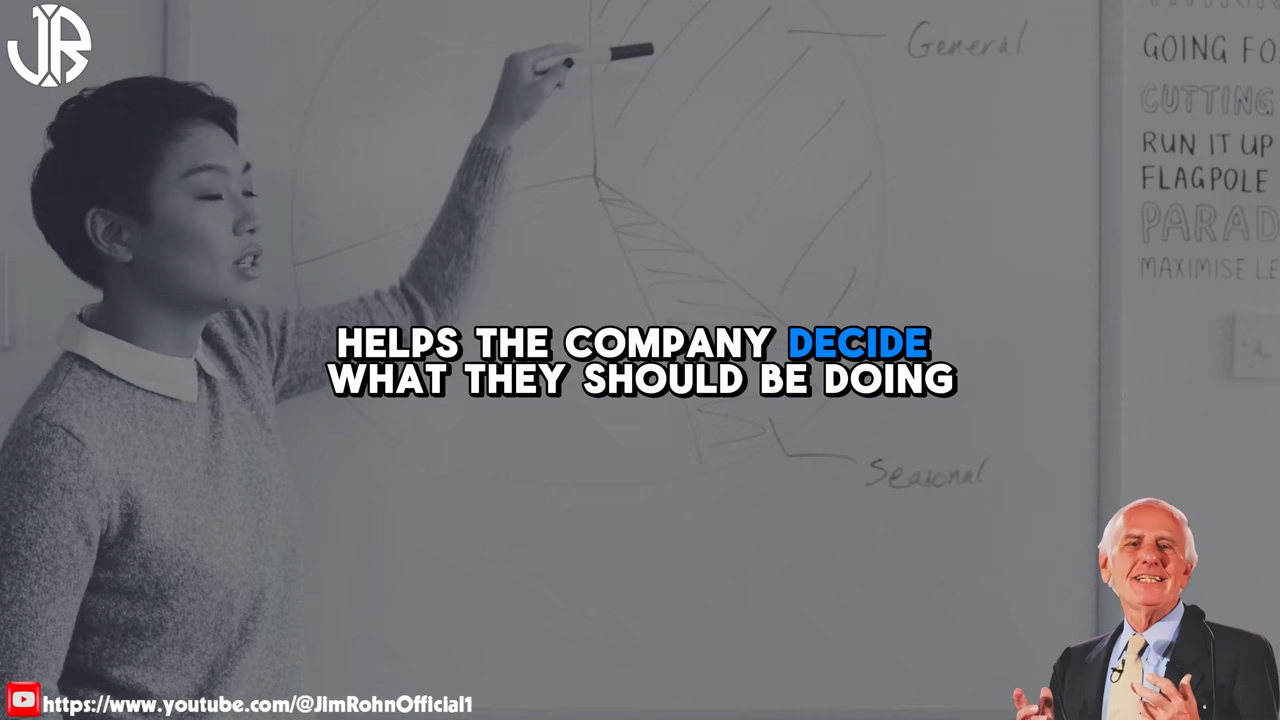 JR
General
GOING FO
CUTTING
RUN IT UP
FLAGPOLE
PARAD
MAXIMISE LE
HELPS THE COMPANY DECIDE
WHAT THEY SHOULD BE DOING
Seasonal
https://www.youtube.com/@JimRohnOfficial1